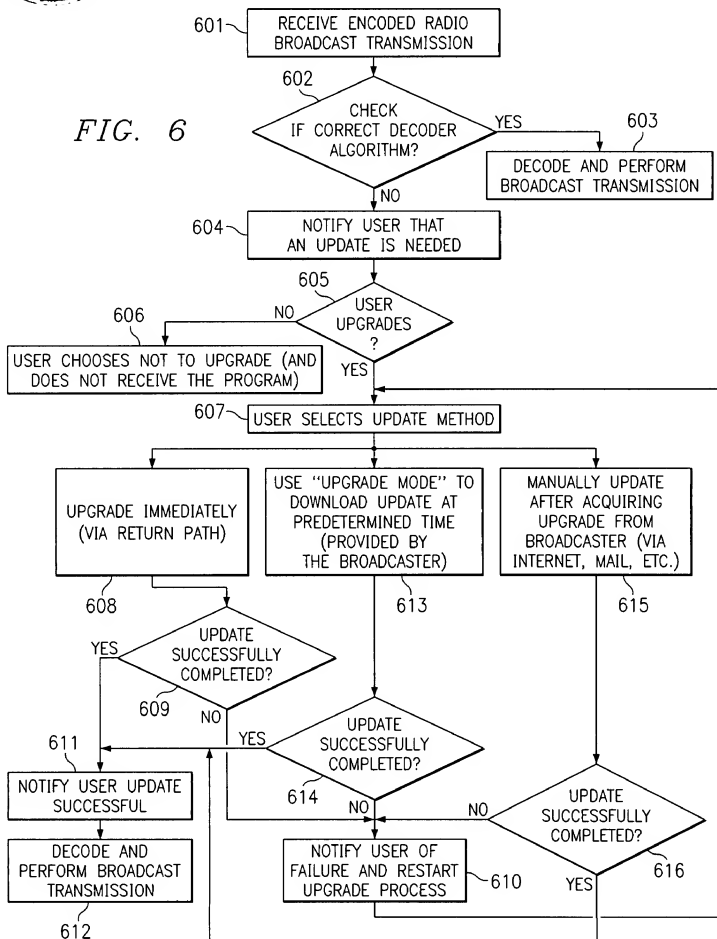 601
RECEIVE ENCODED RADIO
BROADCAST TRANSMISSION
602
FIG. 6
CHECK
IF CORRECT DECODER
ALGORITHM?
YES
603
DECODE AND PERFORM
BROADCAST TRANSMISSION
NO
604
NOTIFY USER THAT
AN UPDATE IS NEEDED
605
USER
UPGRADES
?
NO
606
USER CHOOSES NOT TO UPGRADE (AND
DOES NOT RECEIVE THE PROGRAM)
YES
607
USER SELECTS UPDATE METHOD
UPGRADE IMMEDIATELY
(VIA RETURN PATH)
608
USE "UPGRADE MODE" TO
DOWNLOAD UPDATE AT
PREDETERMINED TIME
(PROVIDED BY
THE BROADCASTER)
613
MANUALLY UPDATE
AFTER ACQUIRING
UPGRADE FROM
BROADCASTER (VIA
INTERNET, MAIL, ETC.)
615
YES
UPDATE
SUCCESSFULLY
COMPLETED?
609
NO
YES
UPDATE
SUCCESSFULLY
COMPLETED?
614
NO
611
NOTIFY USER UPDATE
SUCCESSFUL
NO
UPDATE
SUCCESSFULLY
COMPLETED?
616
YES
DECODE AND
PERFORM BROADCAST
TRANSMISSION
612
NOTIFY USER OF
FAILURE AND RESTART
UPGRADE PROCESS
610